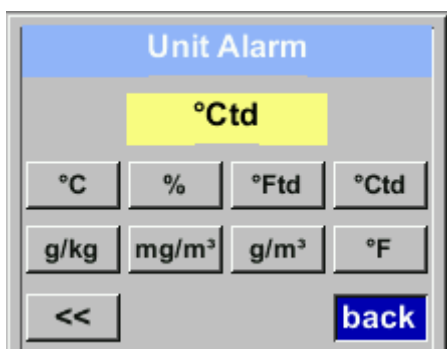 Unit Alarm
°Ctd
°C % °Ftd °Ctd
g/kg mg/m³ g/m³ °F
<< back